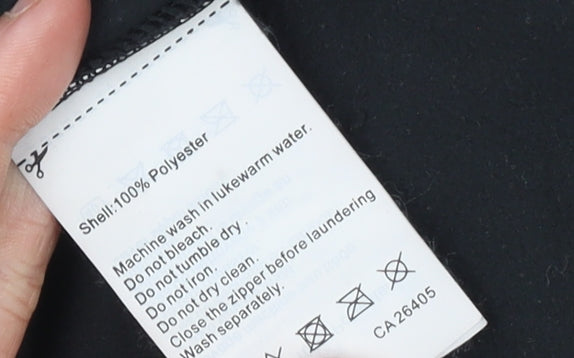 Shell:100% Polyester
Machine wash in lukewarm water.
Do not bleach.
Do not tumble dry.
Do not iron.
Do not dry clean.
Close the zipper before laundering
Wash separately.
CA 26405